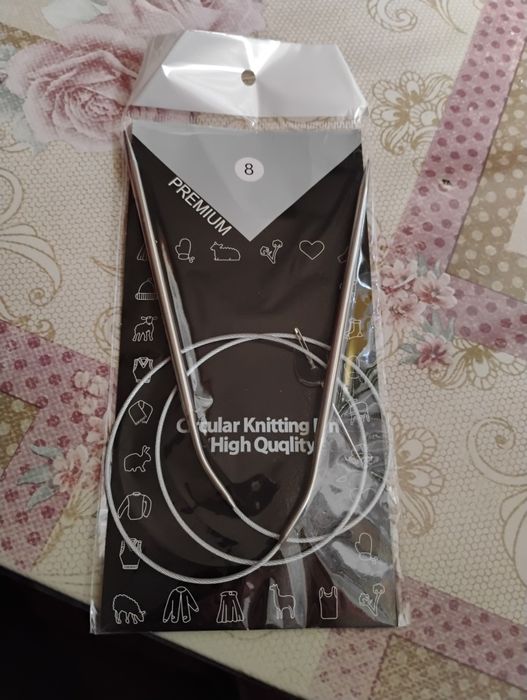 8
PREMIUM
Circular Knitting
High Quqlity